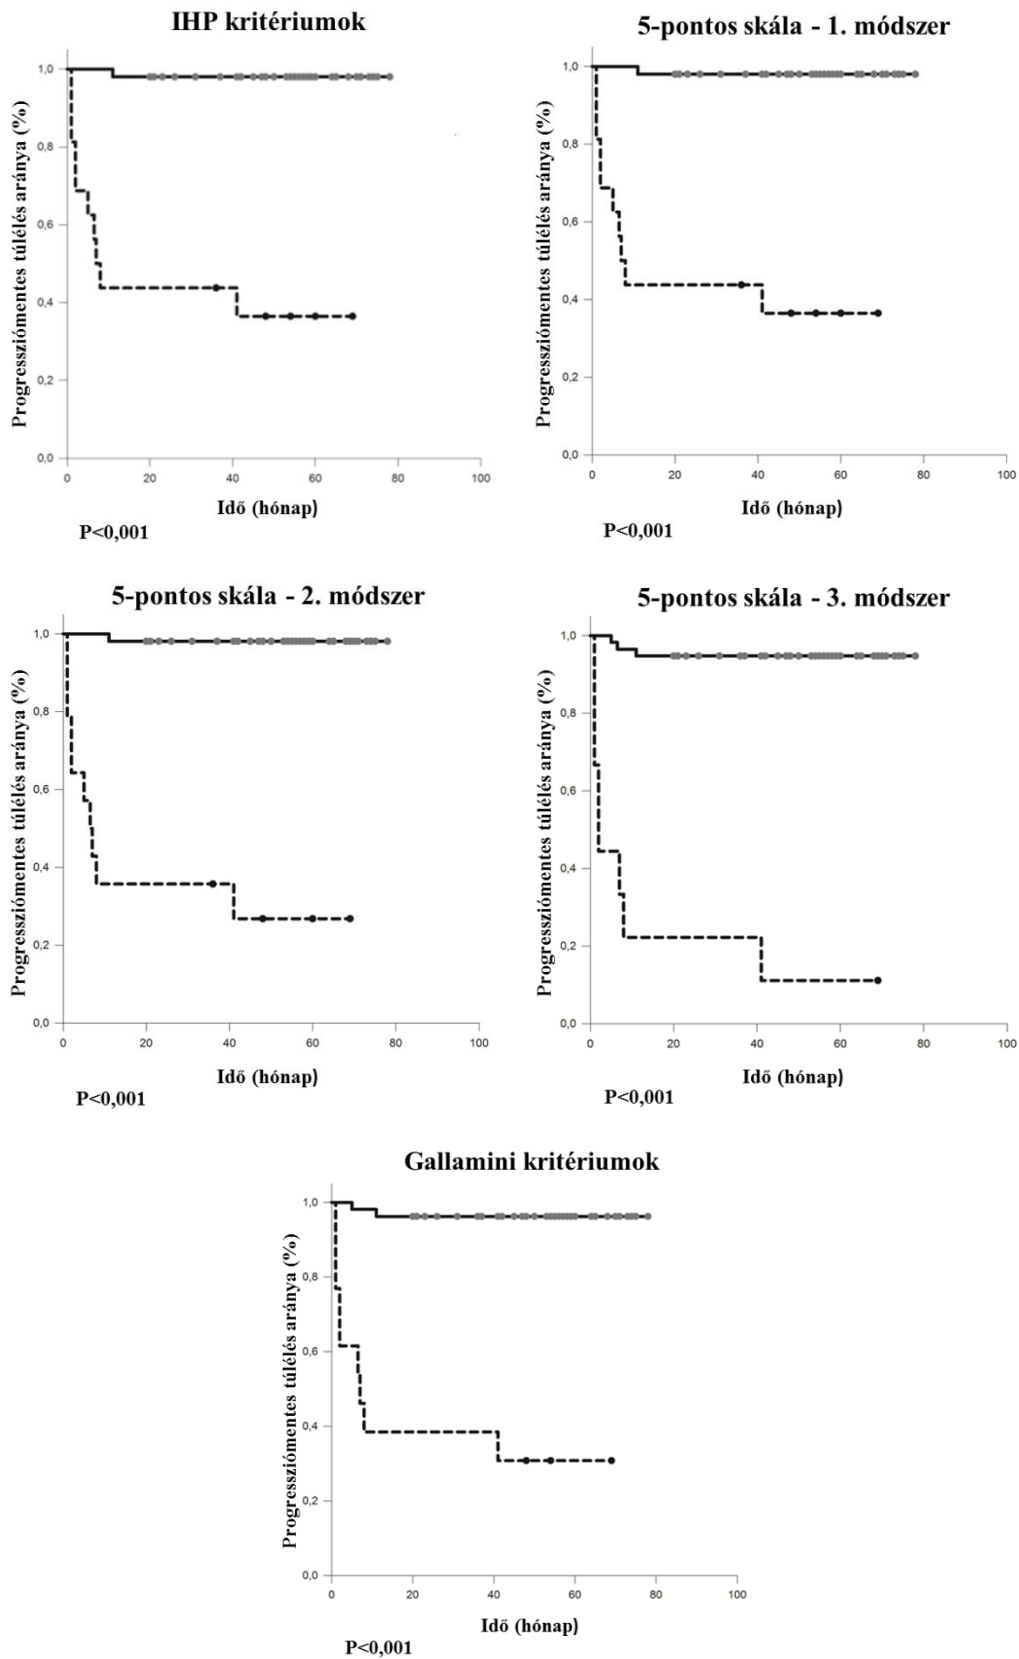 IHP kritériumok
Progressziómentes túlélés aránya (%)
1,0
0,8
0,6
0,4
0,2
0,0
0 20 40 60 80 100
Idő (hónap)
P<0,001
5-pontos skála - 1. módszer
Progressziómentes túlélés aránya (%)
1,0
0,8
0,6
0,4
0,2
0,0
0 20 40 60 80 100
Idő (hónap)
P<0,001
5-pontos skála - 2. módszer
Progressziómentes túlélés aránya (%)
1,0
0,8
0,6
0,4
0,2
0,0
0 20 40 60 80 100
Idő (hónap)
P<0,001
5-pontos skála - 3. módszer
Progressziómentes túlélés aránya (%)
1,0
0,8
0,6
0,4
0,2
0,0
0 20 40 60 80 100
Idő (hónap)
P<0,001
Gallamini kritériumok
Progressziómentes túlélés aránya (%)
1,0
0,8
0,6
0,4
0,2
0,0
0 20 40 60 80 100
Idő (hónap)
P<0,001